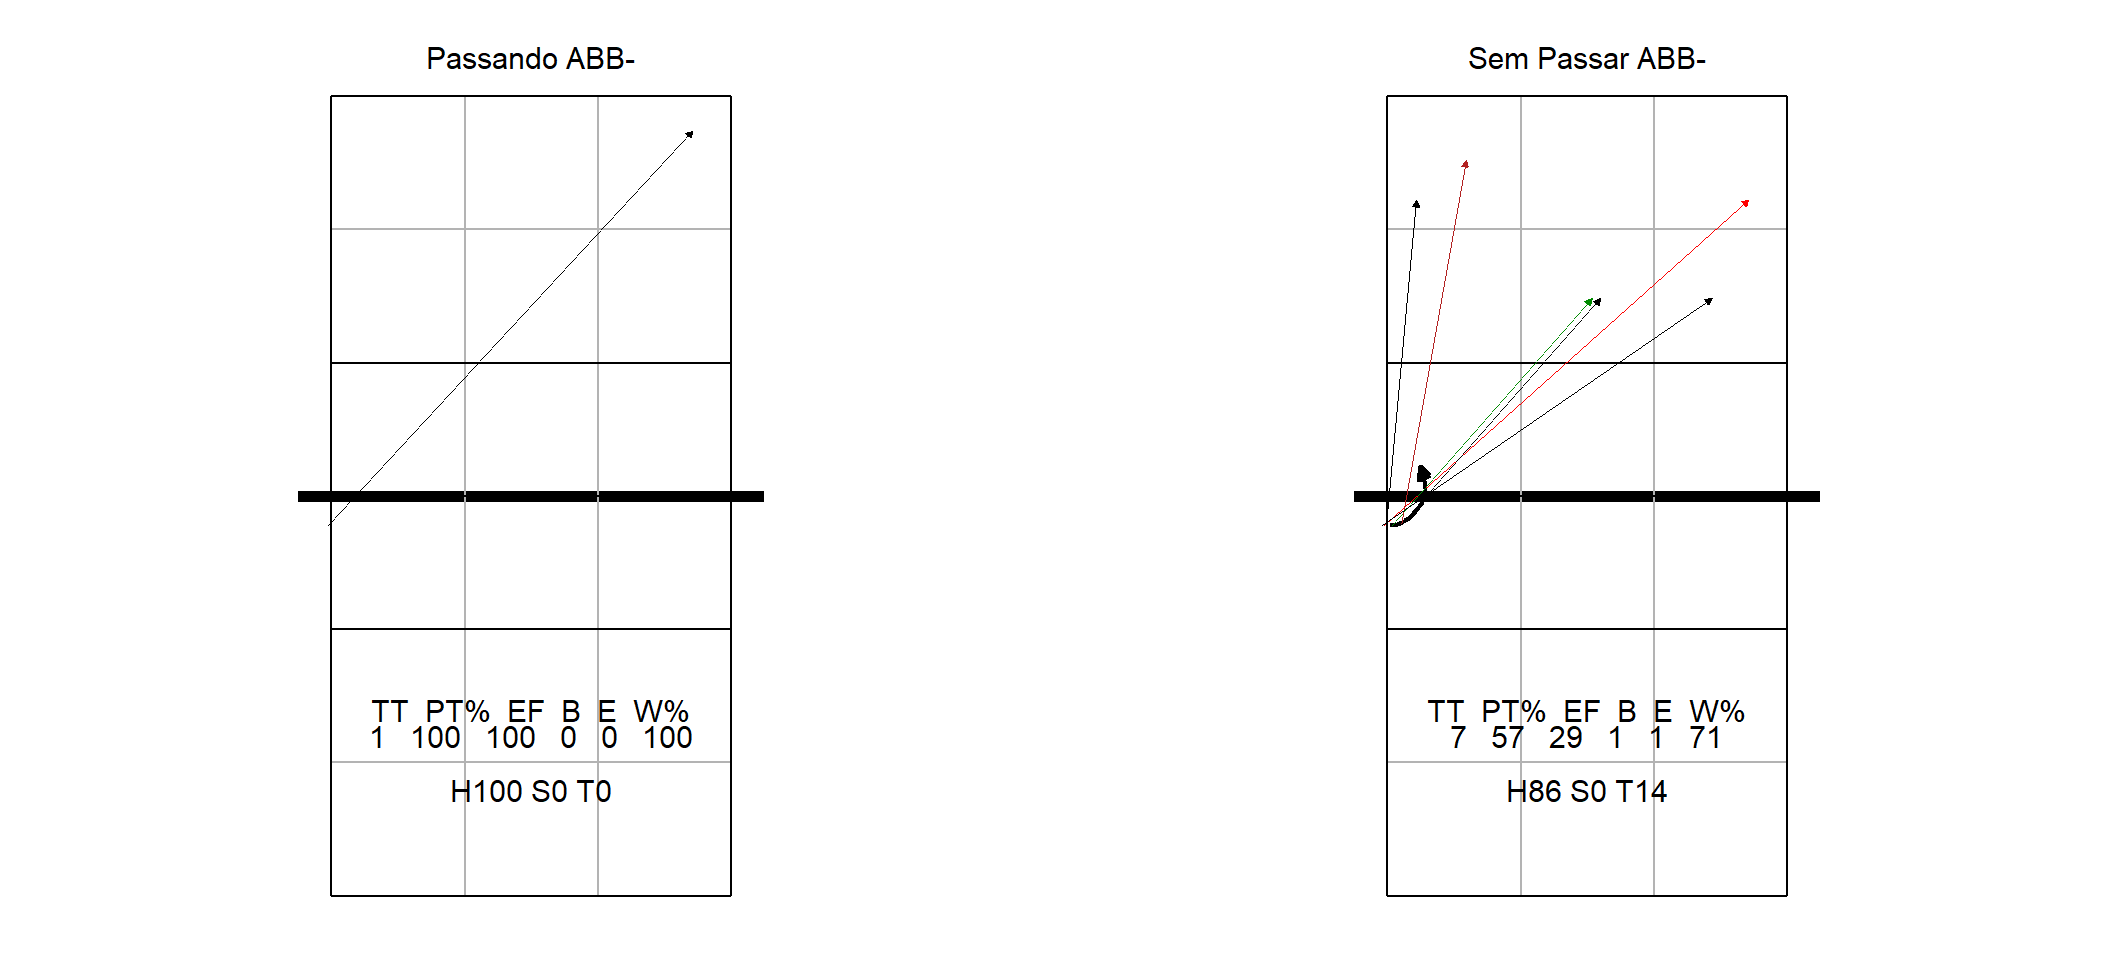 Passando ABB-
TT PT% EF B E W%
1 100 100 0 0 100
H100 S0 T0
Sem Passar ABB-
TT PT% EF B E W%
7 57 29 1 1 71
H86 S0 T14